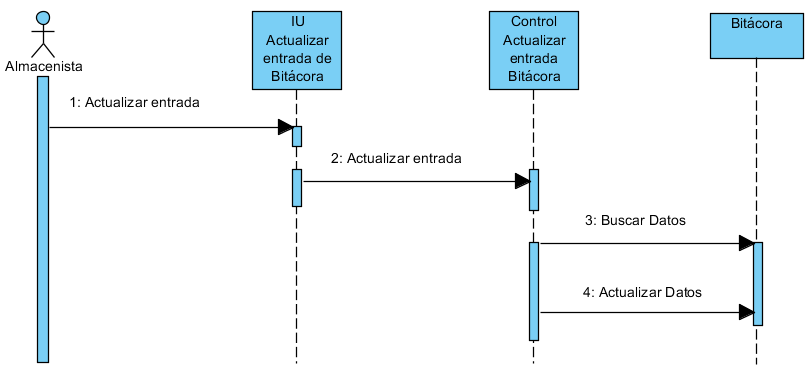 Almacenista
IU
Actualizar
entrada de
Bitácora
Control
Actualizar
entrada
Bitácora
Bitácora
1: Actualizar entrada
2: Actualizar entrada
3: Buscar Datos
4: Actualizar Datos